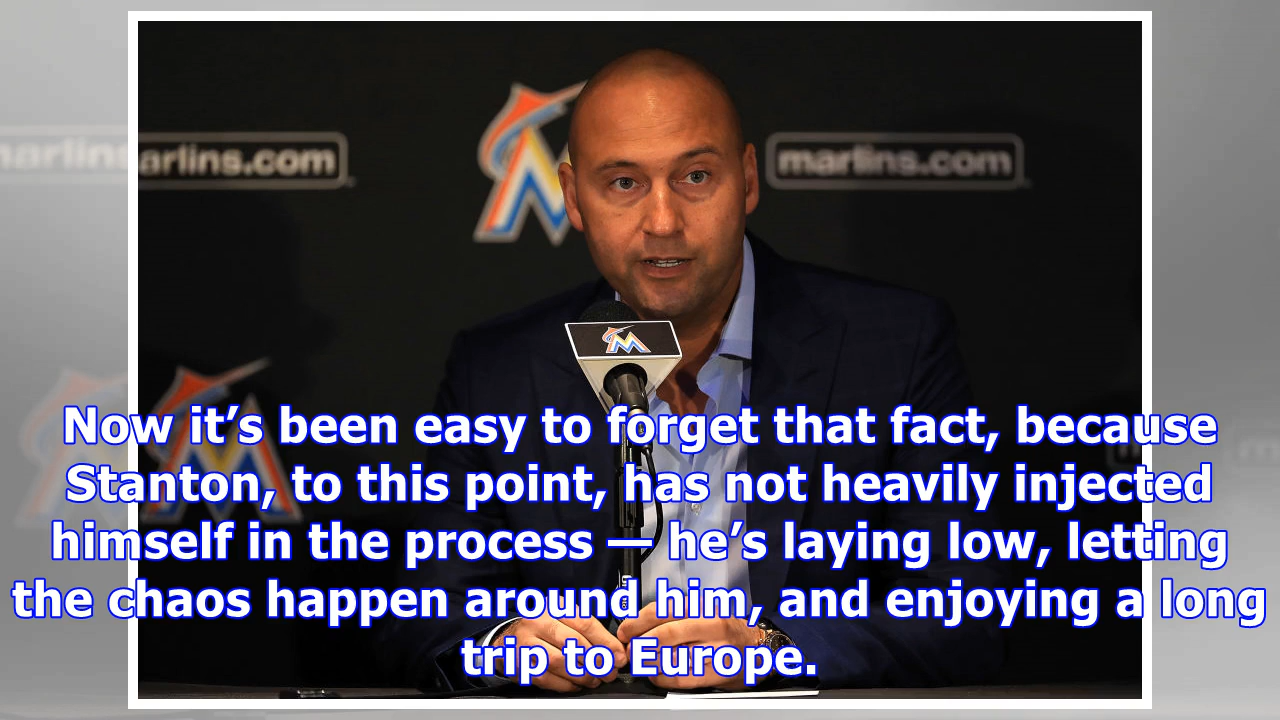 arlins.com
marlins.com
Now it’s been easy to forget that fact, because
Stanton, to this point, has not heavily injected
himself in the process — he’s laying low, letting
the chaos happen around him, and enjoying a long
trip to Europe.